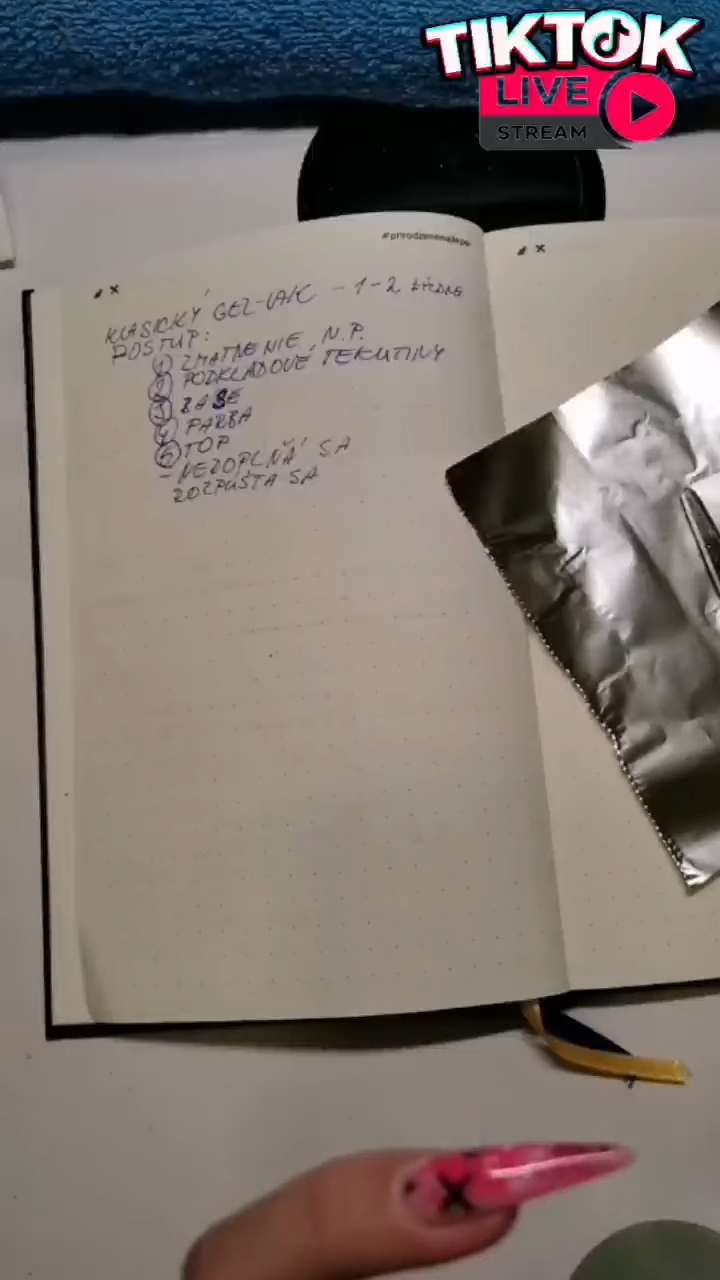 TIKTOK
LIVE
STREAM
KLASICKÝ GEL-LAK - 1-2 TÝŽDNE
POSTUP:
① ZMATNENIE N.P.
② PODKLADOVÉ TEKUTINY
③ BASE
④ FARBA
⑤ TOP
- NEDOPLŇA SA
ROZPÚŠTA SA